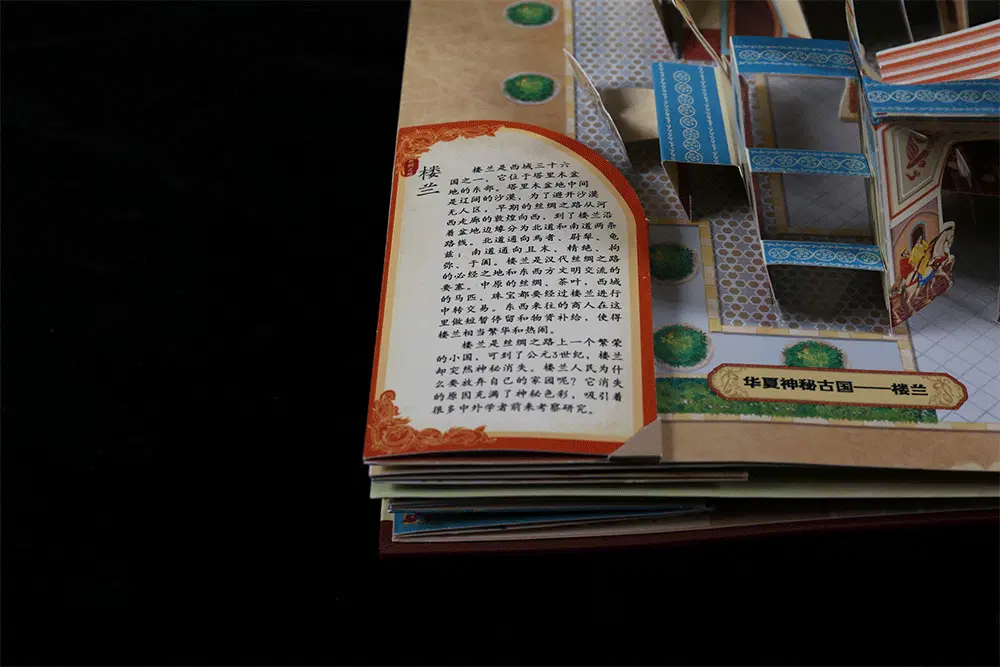 楼兰
楼兰是西域三十六
国之一，它位于塔里木盆
地的东部。塔里木盆地中间
是辽阔的沙漠，为了避开沙漠
无人区，早期的丝绸之路从河
西走廊的敦煌向西，到了楼兰沿
着盆地边缘分为北道和南道两条
路线。北道通向焉耆、尉犁、龟
兹；南道通向且末、精绝、拘
弥、于阗。楼兰是汉代丝绸之路
的必经之地和东西方文明交流的
要塞。中原的丝绸、茶叶，西域
的马匹、珠宝都要经过楼兰进行
中转交易。东西来往的商人在这
里做短暂停留和物资补给，使得
楼兰相当繁华和热闹。
楼兰是丝绸之路上一个繁荣
的小国，可到了公元3世纪，楼兰
却突然神秘消失。楼兰人民为什
么要放弃自己的家园呢？它消失
的原因充满了神秘色彩，吸引着
很多中外学者前来考察研究。
华夏神秘古国——楼兰